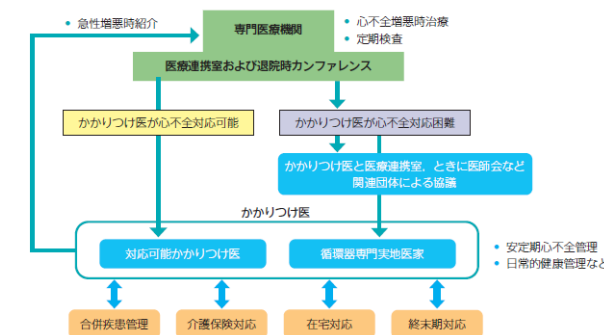 • 急性増悪時紹介
専門医療機関
• 心不全増悪時治療
• 定期検査
医療連携室および退院時カンファレンス
かかりつけ医が心不全対応可能
かかりつけ医が心不全対応困難
かかりつけ医と医療連携室，ときに医師会など
関連団体による協議
かかりつけ医
対応可能かかりつけ医
循環器専門実地医家
• 安定期心不全管理
• 日常的健康管理など
合併疾患管理
介護保険対応
在宅対応
終末期対応